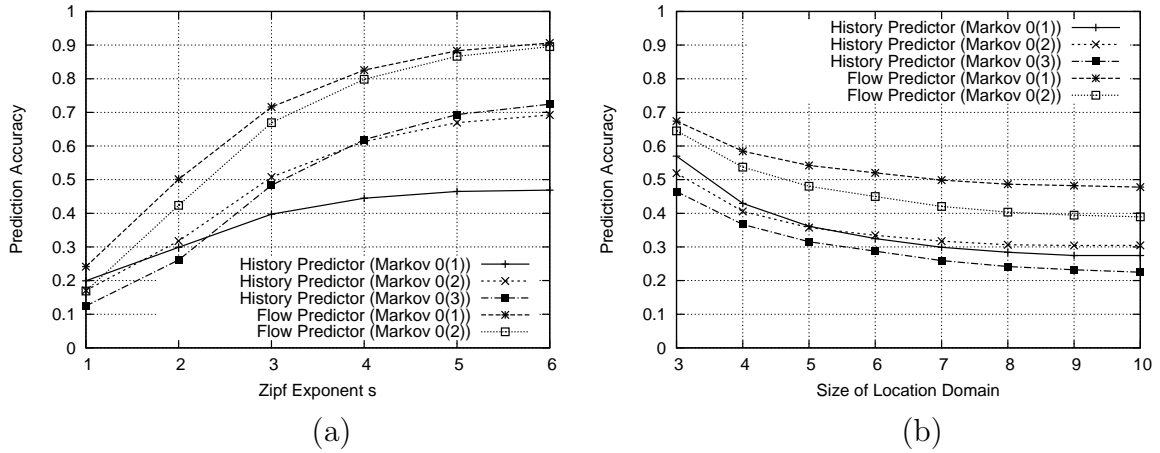 1
0.9
0.8
0.7
0.6
0.5
0.4
0.3
0.2
0.1
0
Prediction Accuracy
History Predictor (Markov 0(1))
History Predictor (Markov 0(2))
History Predictor (Markov 0(3))
Flow Predictor (Markov 0(1))
Flow Predictor (Markov 0(2))
1 2 3 4 5 6
Zipf Exponent s
(a)
1
0.9
0.8
0.7
0.6
0.5
0.4
0.3
0.2
0.1
0
Prediction Accuracy
History Predictor (Markov 0(1))
History Predictor (Markov 0(2))
History Predictor (Markov 0(3))
Flow Predictor (Markov 0(1))
Flow Predictor (Markov 0(2))
3 4 5 6 7 8 9 10
Size of Location Domain
(b)